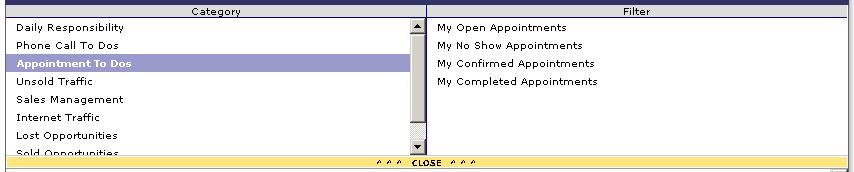 Category
Filter
Daily Responsibility
Phone Call To Dos
Appointment To Dos
Unsold Traffic
Sales Management
Internet Traffic
Lost Opportunities
Sold Opportunities
My Open Appointments
My No Show Appointments
My Confirmed Appointments
My Completed Appointments
^ ^ ^ CLOSE ^ ^ ^